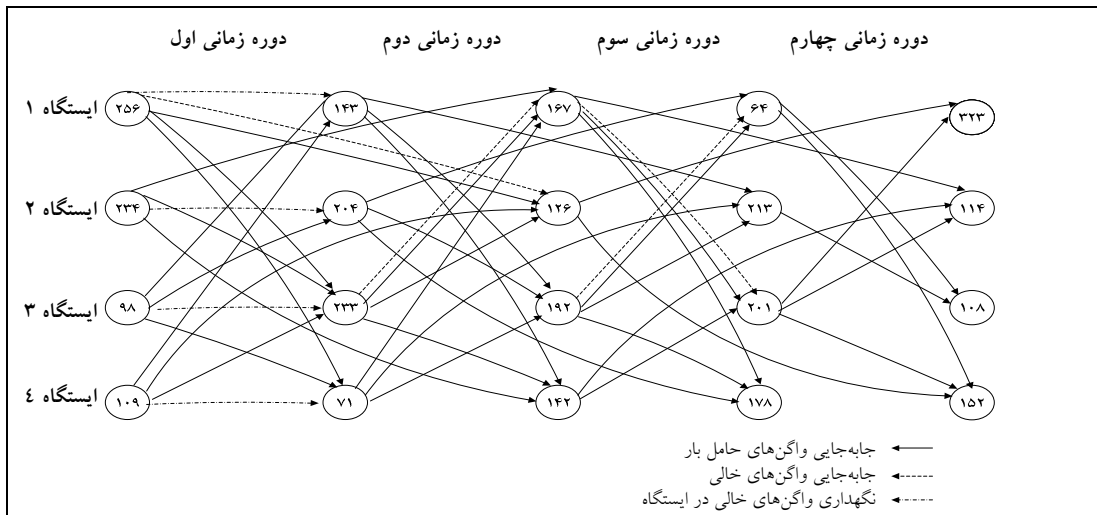 دوره زمانی اول دوره زمانی دوم دوره زمانی سوم دوره زمانی چهارم
ایستگاه ۱ ۲۵۶ ۱۴۳ ۱۶۷ ۶۴ ۳۲۳
ایستگاه ۲ ۲۳۴ ۲۰۴ ۱۲۶ ۲۱۳ ۱۱۴
ایستگاه ۳ ۹۸ ۲۳۳ ۱۹۲ ۲۰۱ ۱۰۸
ایستگاه ٤ ۱۰۹ ۷۱ ۱۴۲ ۱۷۸ ۱۵۲
جابه‌جایی واگن‌های حامل بار
جابه‌جایی واگن‌های خالی
نگهداری واگن‌های خالی در ایستگاه